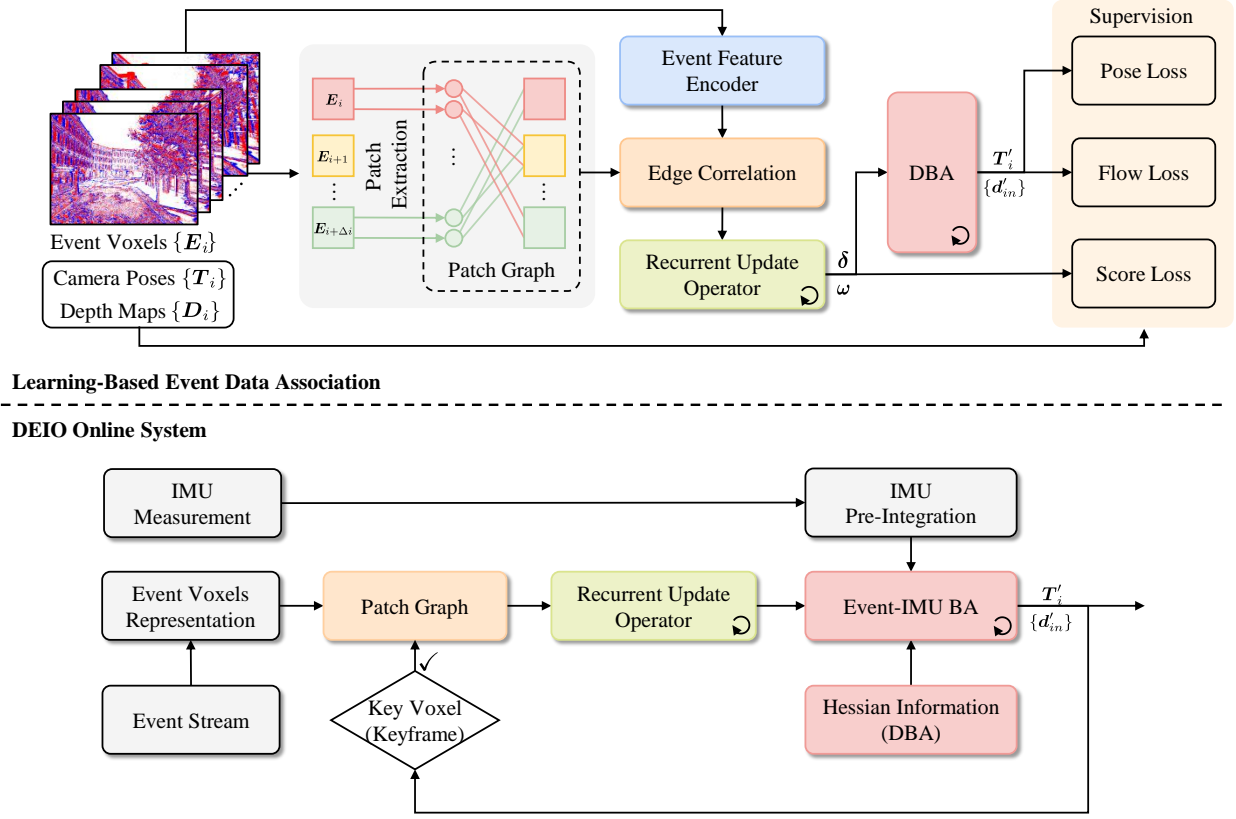 Supervision
Event Feature
Encoder
Pose Loss
E_i
E_{i+1}
⋮
E_{i+Δi}
Patch
Extraction
⋮
⋮
Patch Graph
Edge Correlation
DBA
T'_i
{d'_{in}}
Flow Loss
Event Voxels {E_i}
Camera Poses {T_i}
Depth Maps {D_i}
Recurrent Update
Operator
δ
ω
Score Loss
Learning-Based Event Data Association
DEIO Online System
IMU
Measurement
IMU
Pre-Integration
Event Voxels
Representation
Patch Graph
Recurrent Update
Operator
Event-IMU BA
T'_i
{d'_{in}}
✓
Event Stream
Key Voxel
(Keyframe)
Hessian Information
(DBA)